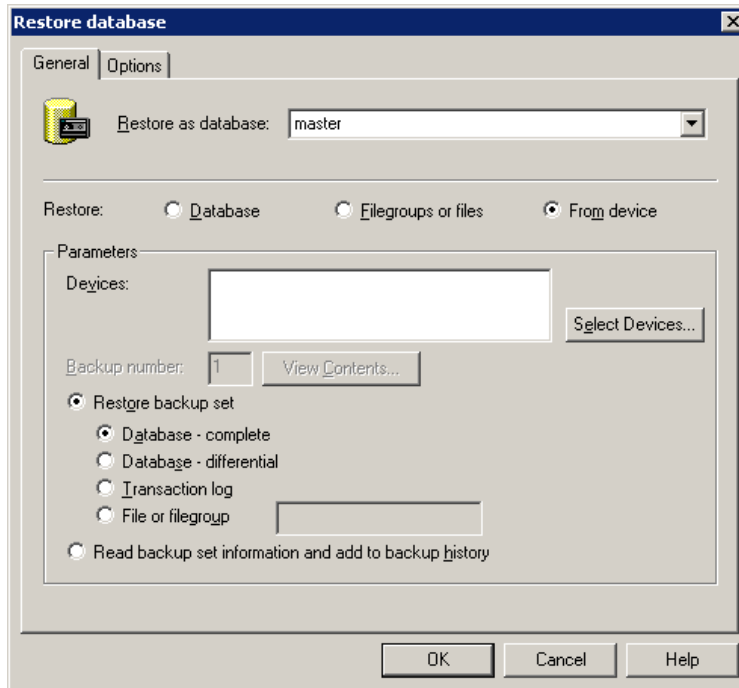 Restore database
General
Options
Restore as database: master
Restore: Database Filegroups or files From device
Parameters
Devices:
Select Devices...
Backup number: 1 View Contents...
Restore backup set
Database - complete
Database - differential
Transaction log
File or filegroup
Read backup set information and add to backup history
OK Cancel Help